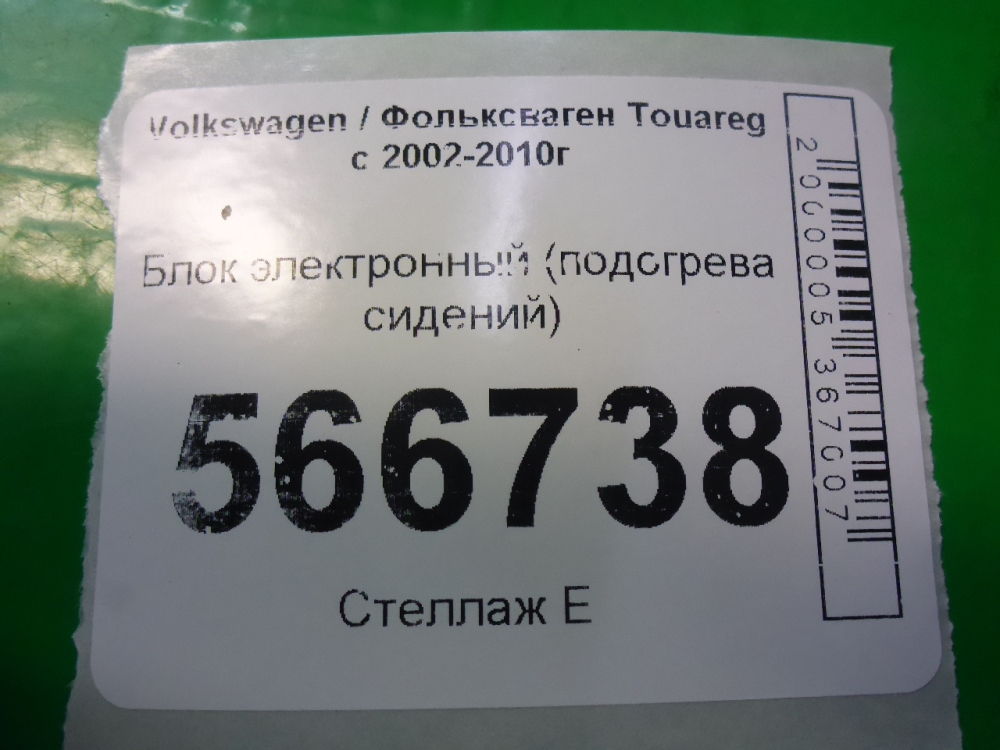 Volkswagen / Фольксваген Touareg
с 2002-2010г
Блок электронный (подогрева
сидений)
566738
Стеллаж Е
2000005367007